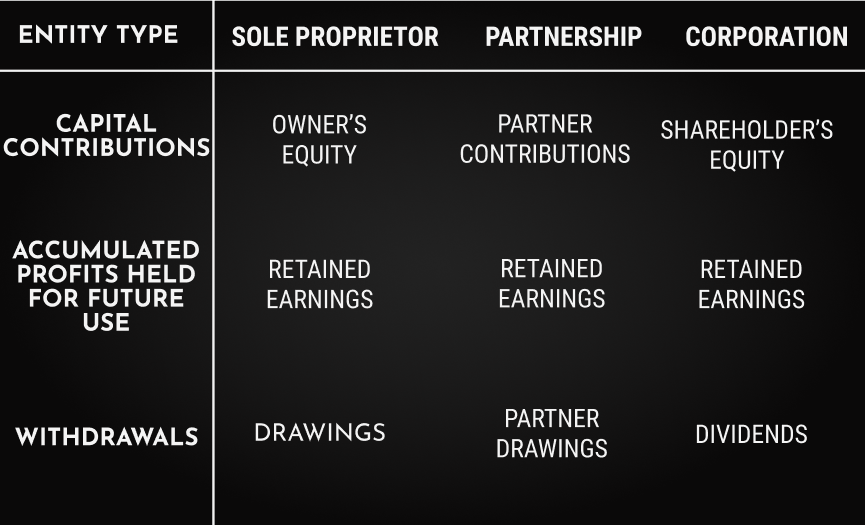 ENTITY TYPE
SOLE PROPRIETOR
PARTNERSHIP
CORPORATION
CAPITAL
CONTRIBUTIONS
OWNER'S
EQUITY
PARTNER
CONTRIBUTIONS
SHAREHOLDER'S
EQUITY
ACCUMULATED
PROFITS HELD
FOR FUTURE
USE
RETAINED
EARNINGS
RETAINED
EARNINGS
RETAINED
EARNINGS
WITHDRAWALS
DRAWINGS
PARTNER
DRAWINGS
DIVIDENDS